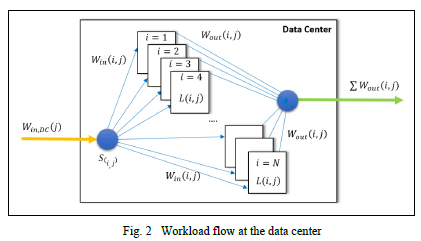 Data Center
i = 1
W_out(i,j)
i = 2
W_in(i,j)
i = 3
i = 4
L(i,j)
∑ W_out(i,j)
....
W_in,DC(j)
W_out(i,j)
S(i,j)
i = N
W_in(i,j)
L(i,j)
Fig. 2 Workload flow at the data center